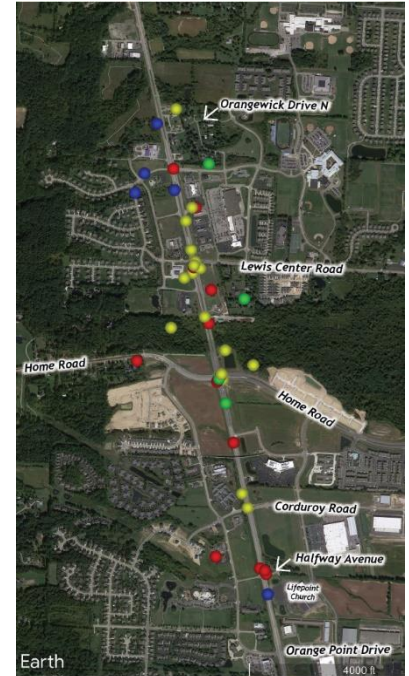 Orangewick Drive N
Lewis Center Road
Home Road
Home Road
Corduroy Road
Halfway Avenue
Lifepoint
Church
Orange Point Drive
Earth
4000 ft